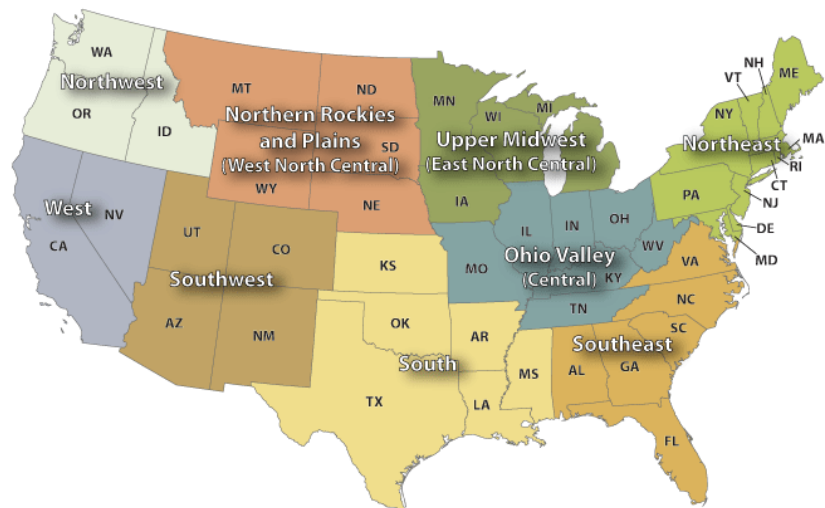 WA
Northwest
OR
ID
MT
ND
Northern Rockies
and Plains
(West North Central)
SD
WY
NE
MN
WI
MI
Upper Midwest
(East North Central)
IA
VT
NH
ME
NY
Northeast
MA
RI
CT
NJ
PA
DE
MD
West
NV
CA
UT
CO
Southwest
AZ
NM
IL
IN
OH
WV
Ohio Valley
(Central)
MO
KY
TN
KS
OK
AR
South
TX
LA
MS
VA
NC
SC
Southeast
AL
GA
FL